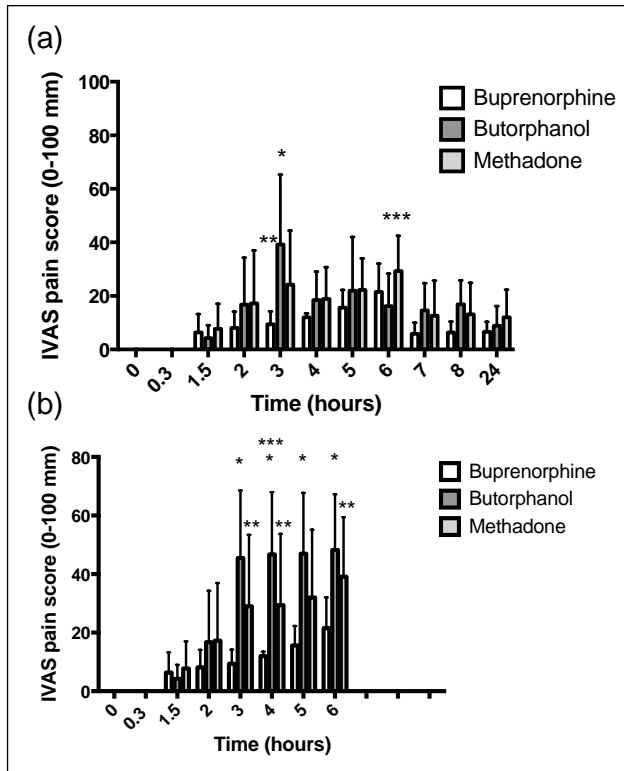 (a)
IVAS pain score (0-100 mm)
100
80
60
40
20
0
Buprenorphine
Butorphanol
Methadone
*
**
***
0 0.3 1.5 2 3 4 5 6 7 8 24
Time (hours)
(b)
IVAS pain score (0-100 mm)
80
60
40
20
0
Buprenorphine
Butorphanol
Methadone
***
* * * *
** ** **
0 0.3 1.5 2 3 4 5 6
Time (hours)